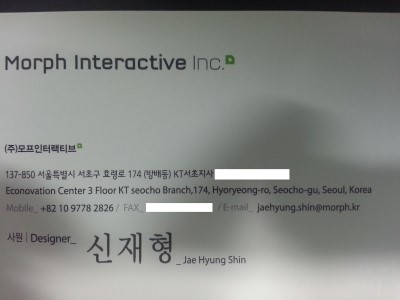 Morph Interactive Inc.
(주)모프인터랙티브
137-850 서울특별시 서초구 효령로 174 (방배동) KT서초지사
Econovation Center 3 Floor KT seocho Branch,174, Hyoryeong-ro, Seocho-gu, Seoul, Korea
Mobile_ +82 10 9778 2826 / FAX_ / E-mail_ jaehyung.shin@morph.kr
사원 | Designer_ 신재형_ Jae Hyung Shin